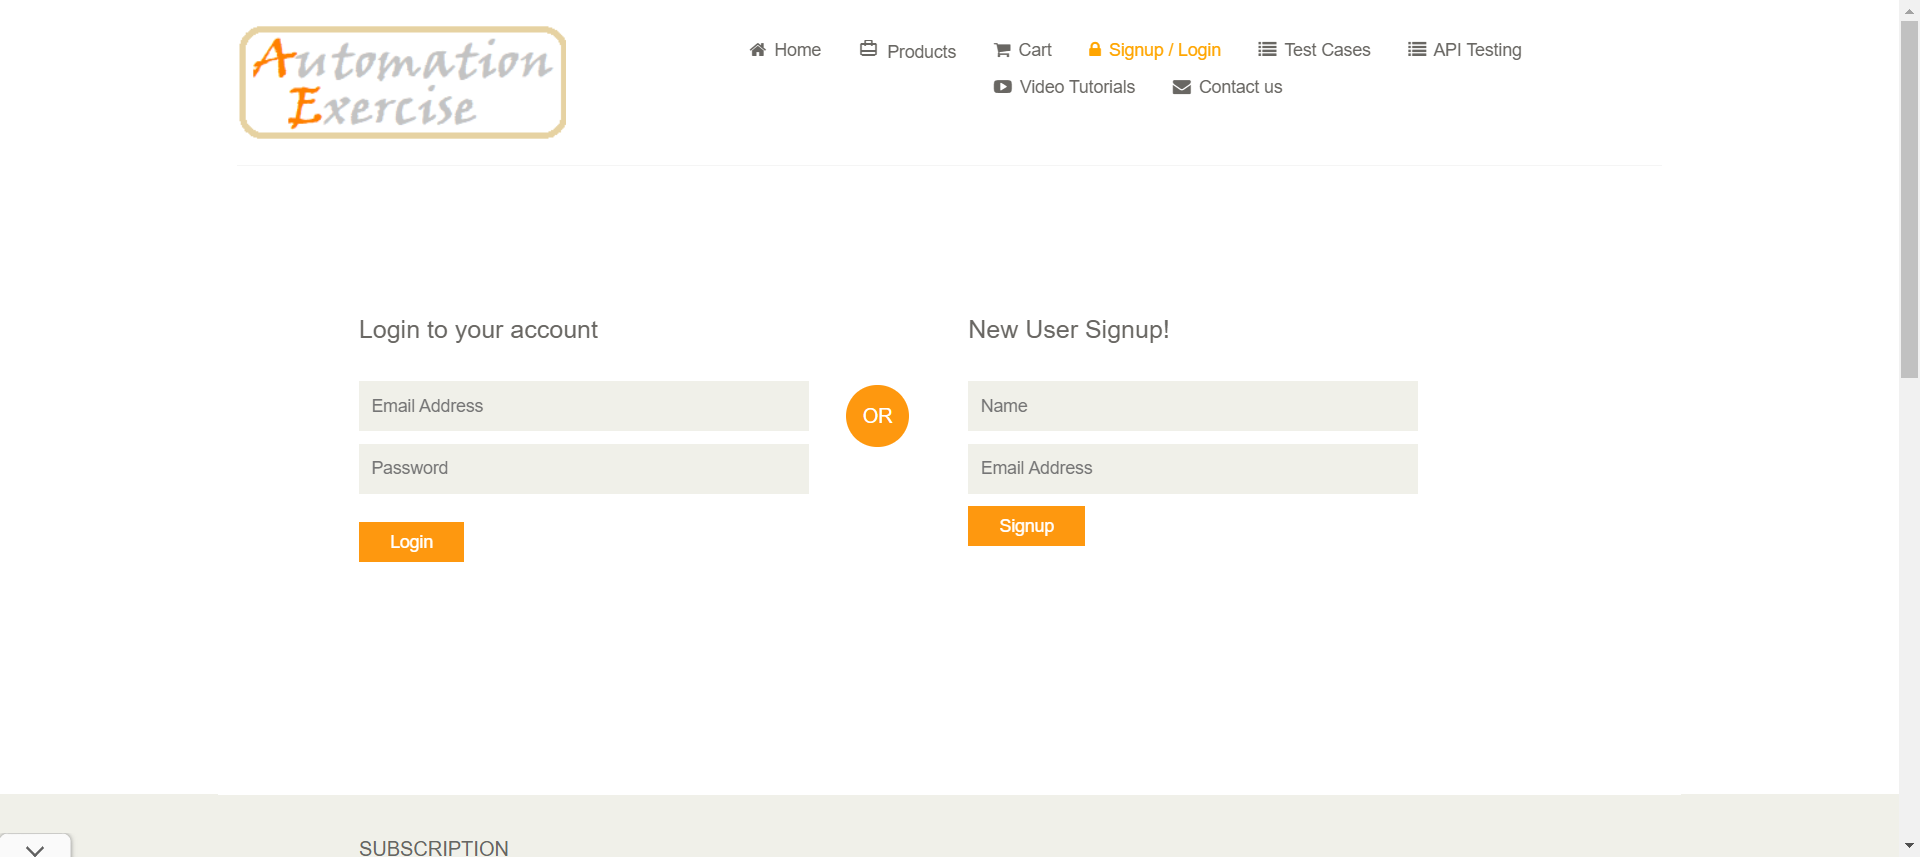 Automation
Exercise
Home Products Cart Signup / Login Test Cases API Testing
Video Tutorials Contact us
Login to your account
Email Address
Password
Login
OR
New User Signup!
Name
Email Address
Signup
SUBSCRIPTION